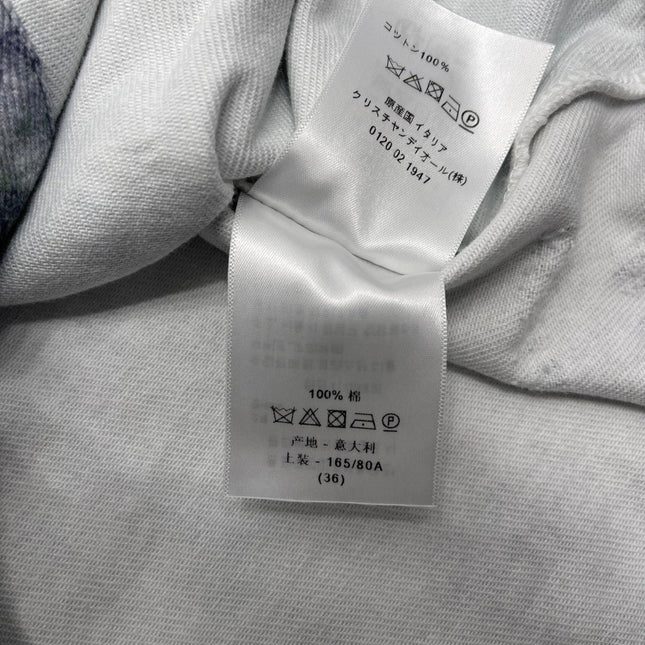 コットン100%
原産国 イタリア
クリスチャンディオール(株)
0120 02 1947
100% 棉
产地 - 意大利
上装 - 165/80A
(36)